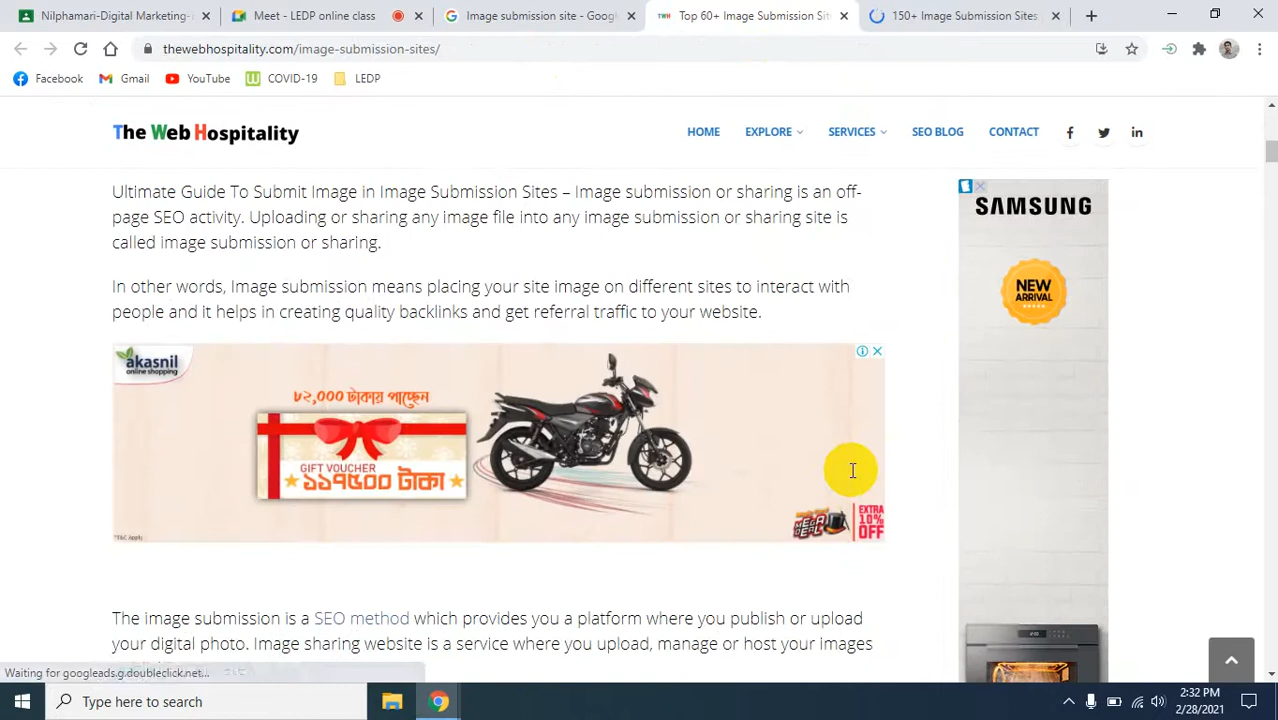 Nilphamari-Digital Marketing-
Meet - LEDP online class
Image submission site - Goog
Top 60+ Image Submission Sit
150+ Image Submission Sites
thewebhospitality.com/image-submission-sites/
Facebook
Gmail
YouTube
COVID-19
LEDP
The Web Hospitality
HOME
EXPLORE
SERVICES
SEO BLOG
CONTACT
Ultimate Guide To Submit Image in Image Submission Sites – Image submission or sharing is an off-
page SEO activity. Uploading or sharing any image file into any image submission or sharing site is
called image submission or sharing.
In other words, Image submission means placing your site image on different sites to interact with
people and it helps in creating quality backlinks and get referral traffic to your website.
SAMSUNG
NEW
ARRIVAL
akasnil
online shopping
৮২,০০০ টাকায় পাচ্ছেন
GIFT VOUCHER
১১৭৫০০ টাকা
MEGA
DEAL
EXTRA
10%
OFF
The image submission is a SEO method which provides you a platform where you publish or upload
your digital photo. Image sharing website is a service where you upload, manage or host your images
Waiting for googleads.g.doubleclick.net...
Type here to search
2:32 PM
2/28/2021